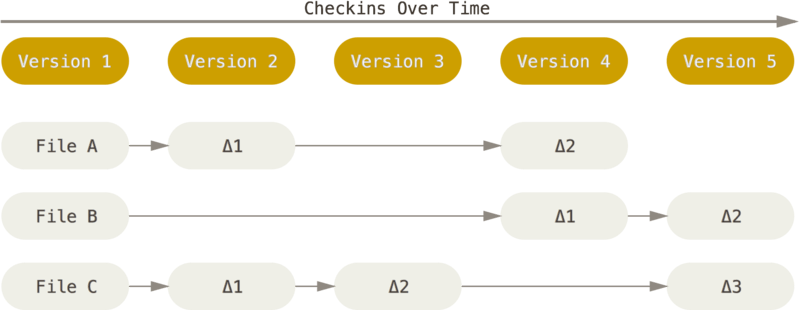 Checkins Over Time
Version 1 Version 2 Version 3 Version 4 Version 5
File A Δ1 Δ2
File B Δ1 Δ2
File C Δ1 Δ2 Δ3